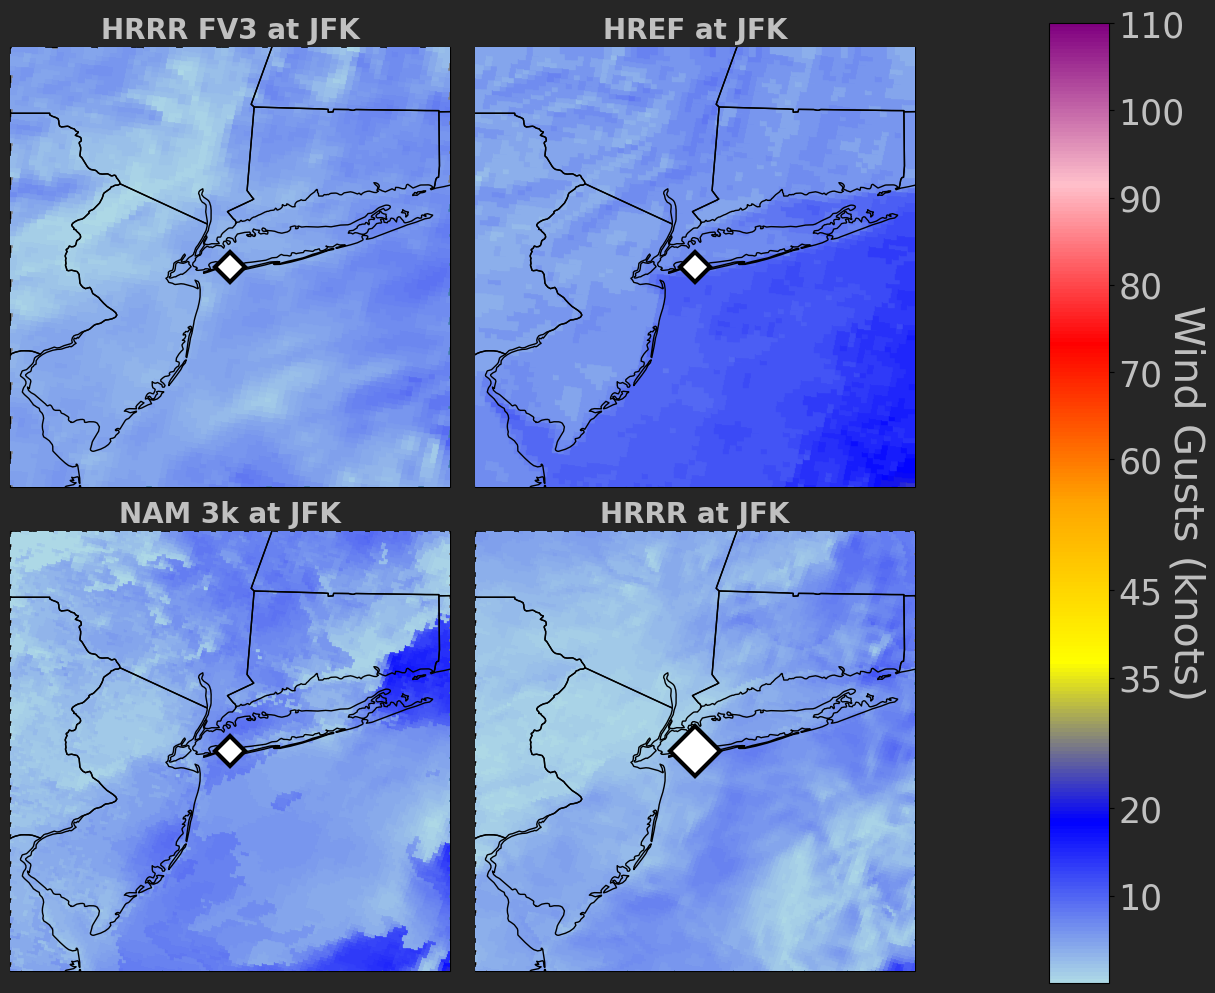 HRRR FV3 at JFK
HREF at JFK
NAM 3k at JFK
HRRR at JFK
110
100
90
80
70
60
45
35
20
10
Wind Gusts (knots)